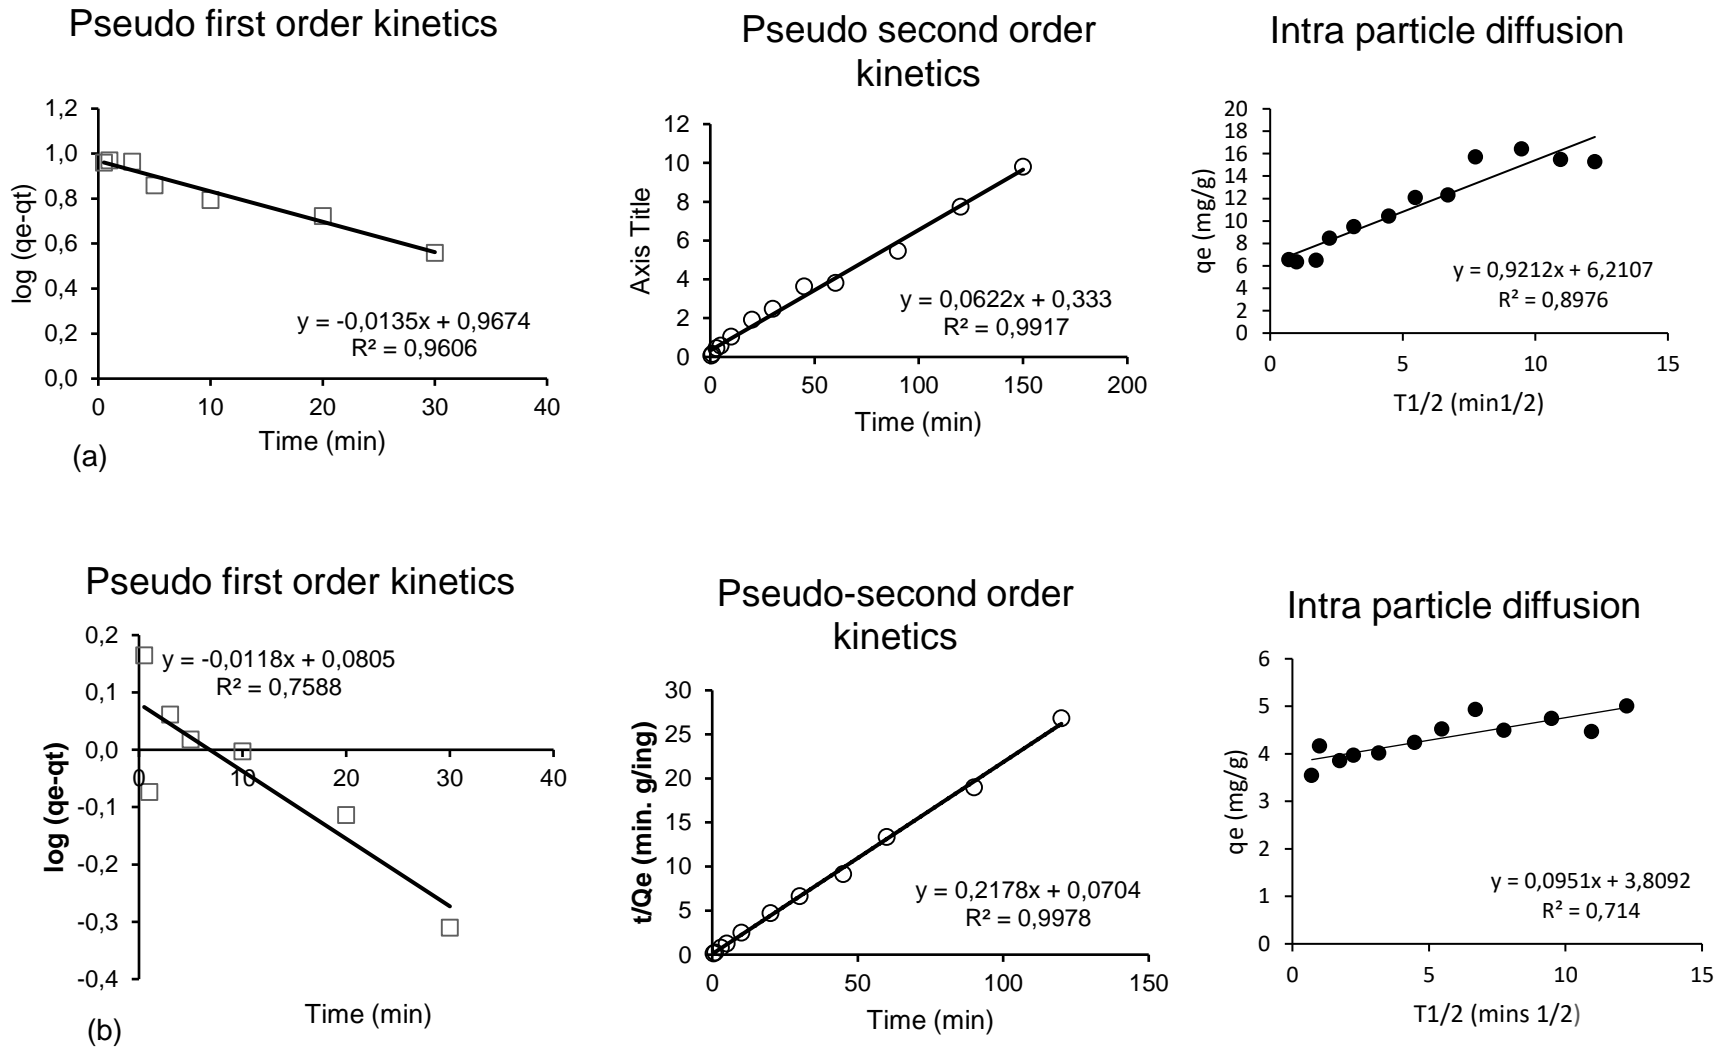 Pseudo first order kinetics
1,2
1,0
0,8
0,6
0,4
0,2
0,0
0
10
20
30
40
log (qe-qt)
Time (min)
y = -0,0135x + 0,9674
R² = 0,9606
(a)
Pseudo second order
kinetics
12
10
8
6
4
2
0
0
50
100
150
200
Axis Title
Time (min)
y = 0,0622x + 0,333
R² = 0,9917
Intra particle diffusion
20
18
16
14
12
10
8
6
4
2
0
0
5
10
15
qe (mg/g)
T1/2 (min1/2)
y = 0,9212x + 6,2107
R² = 0,8976
Pseudo first order kinetics
0,2
0,1
0,0
-0,1
-0,2
-0,3
-0,4
0
10
20
30
40
log (qe-qt)
Time (min)
y = -0,0118x + 0,0805
R² = 0,7588
(b)
Pseudo-second order
kinetics
30
25
20
15
10
5
0
0
50
100
150
t/Qe (min. g/ing)
Time (min)
y = 0,2178x + 0,0704
R² = 0,9978
Intra particle diffusion
6
5
4
3
2
1
0
0
5
10
15
qe (mg/g)
T1/2 (mins 1/2)
y = 0,0951x + 3,8092
R² = 0,714